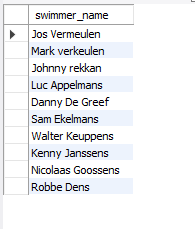 swimmer_name
Jos Vermeulen
Mark verkeulen
Johnny rekkan
Luc Appelmans
Danny De Greef
Sam Ekelmans
Walter Keuppens
Kenny Janssens
Nicolaas Goossens
Robbe Dens